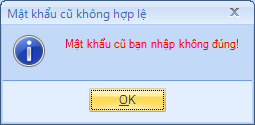 Mật khẩu cũ không hợp lệ
Mật khẩu cũ bạn nhập không đúng!
OK